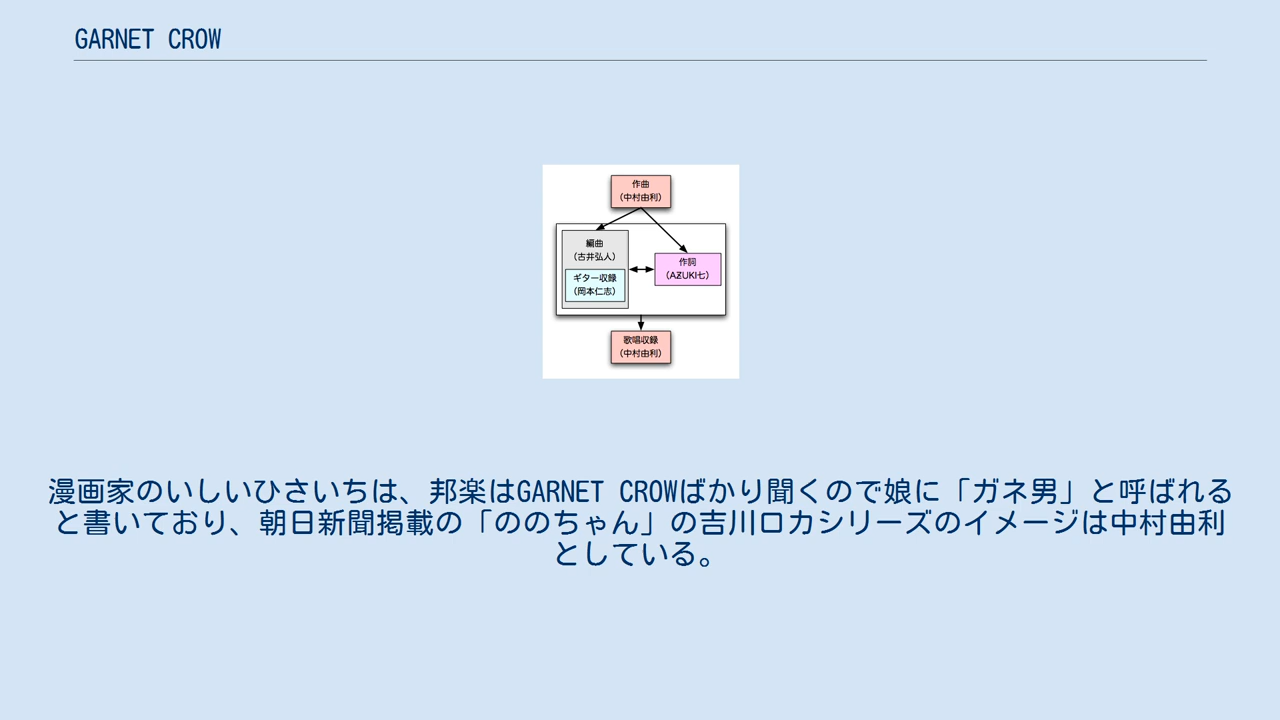 GARNET CROW
作曲
（中村由利）
編曲
（古井弘人）
ギター収録
（岡本仁志）
作詞
（AZUKI七）
歌唱収録
（中村由利）
漫画家のいしいひさいちは、邦楽はGARNET CROWばかり聞くので娘に「ガネ男」と呼ばれる
と書いており、朝日新聞掲載の「ののちゃん」の吉川ロカシリーズのイメージは中村由利
としている。